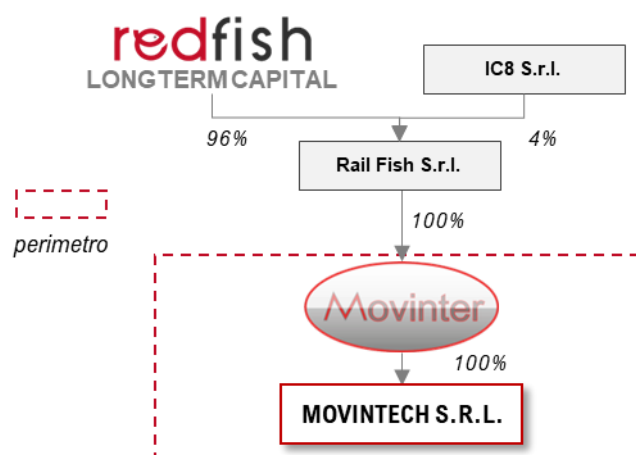 redfish
LONGTERM CAPITAL
IC8 S.r.l.
96%
4%
Rail Fish S.r.l.
100%
perimetro
Movinter
100%
MOVINTECH S.R.L.